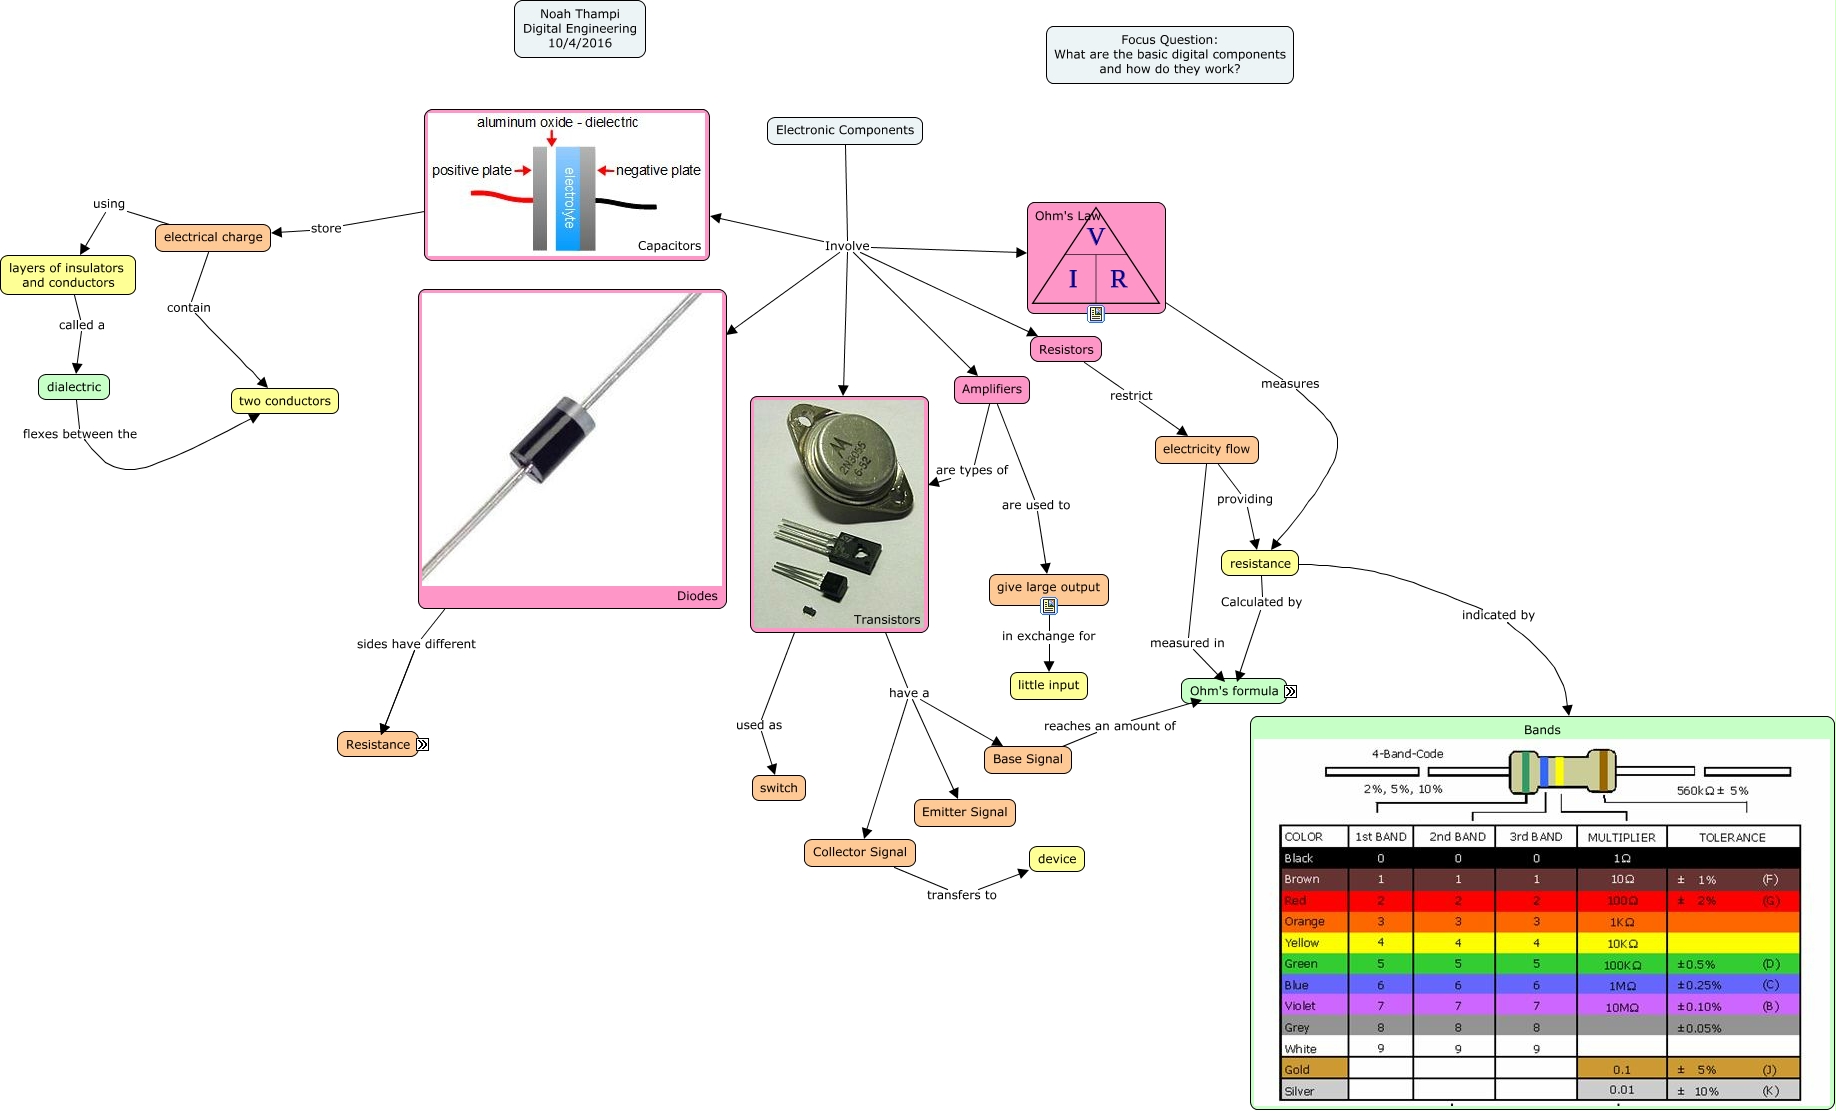 Noah Thampi
Digital Engineering
10/4/2016
Focus Question:
What are the basic digital components
and how do they work?
Electronic Components
Involve
aluminum oxide - dielectric
positive plate
negative plate
electrolyte
Capacitors
store
electrical charge
using
layers of insulators
and conductors
called a
dialectric
flexes between the
contain
two conductors
Diodes
sides have different
Resistance
M
2N3055
6-52
Transistors
used as
switch
have a
Base Signal
Emitter Signal
Collector Signal
transfers to
device
reaches an amount of
Amplifiers
are types of
are used to
give large output
in exchange for
little input
Resistors
restrict
electricity flow
providing
measured in
Ohm's Law
V
I R
measures
resistance
Calculated by
Ohm's formula
indicated by
Bands
4-Band-Code
2%, 5%, 10%
560kΩ ± 5%
COLOR 1st BAND 2nd BAND 3rd BAND MULTIPLIER TOLERANCE
Black 0 0 0 1Ω
Brown 1 1 1 10Ω ± 1% (F)
Red 2 2 2 100Ω ± 2% (G)
Orange 3 3 3 1KΩ
Yellow 4 4 4 10KΩ
Green 5 5 5 100KΩ ±0.5% (D)
Blue 6 6 6 1MΩ ±0.25% (C)
Violet 7 7 7 10MΩ ±0.10% (B)
Grey 8 8 8 ±0.05%
White 9 9 9
Gold 0.1 ± 5% (J)
Silver 0.01 ± 10% (K)